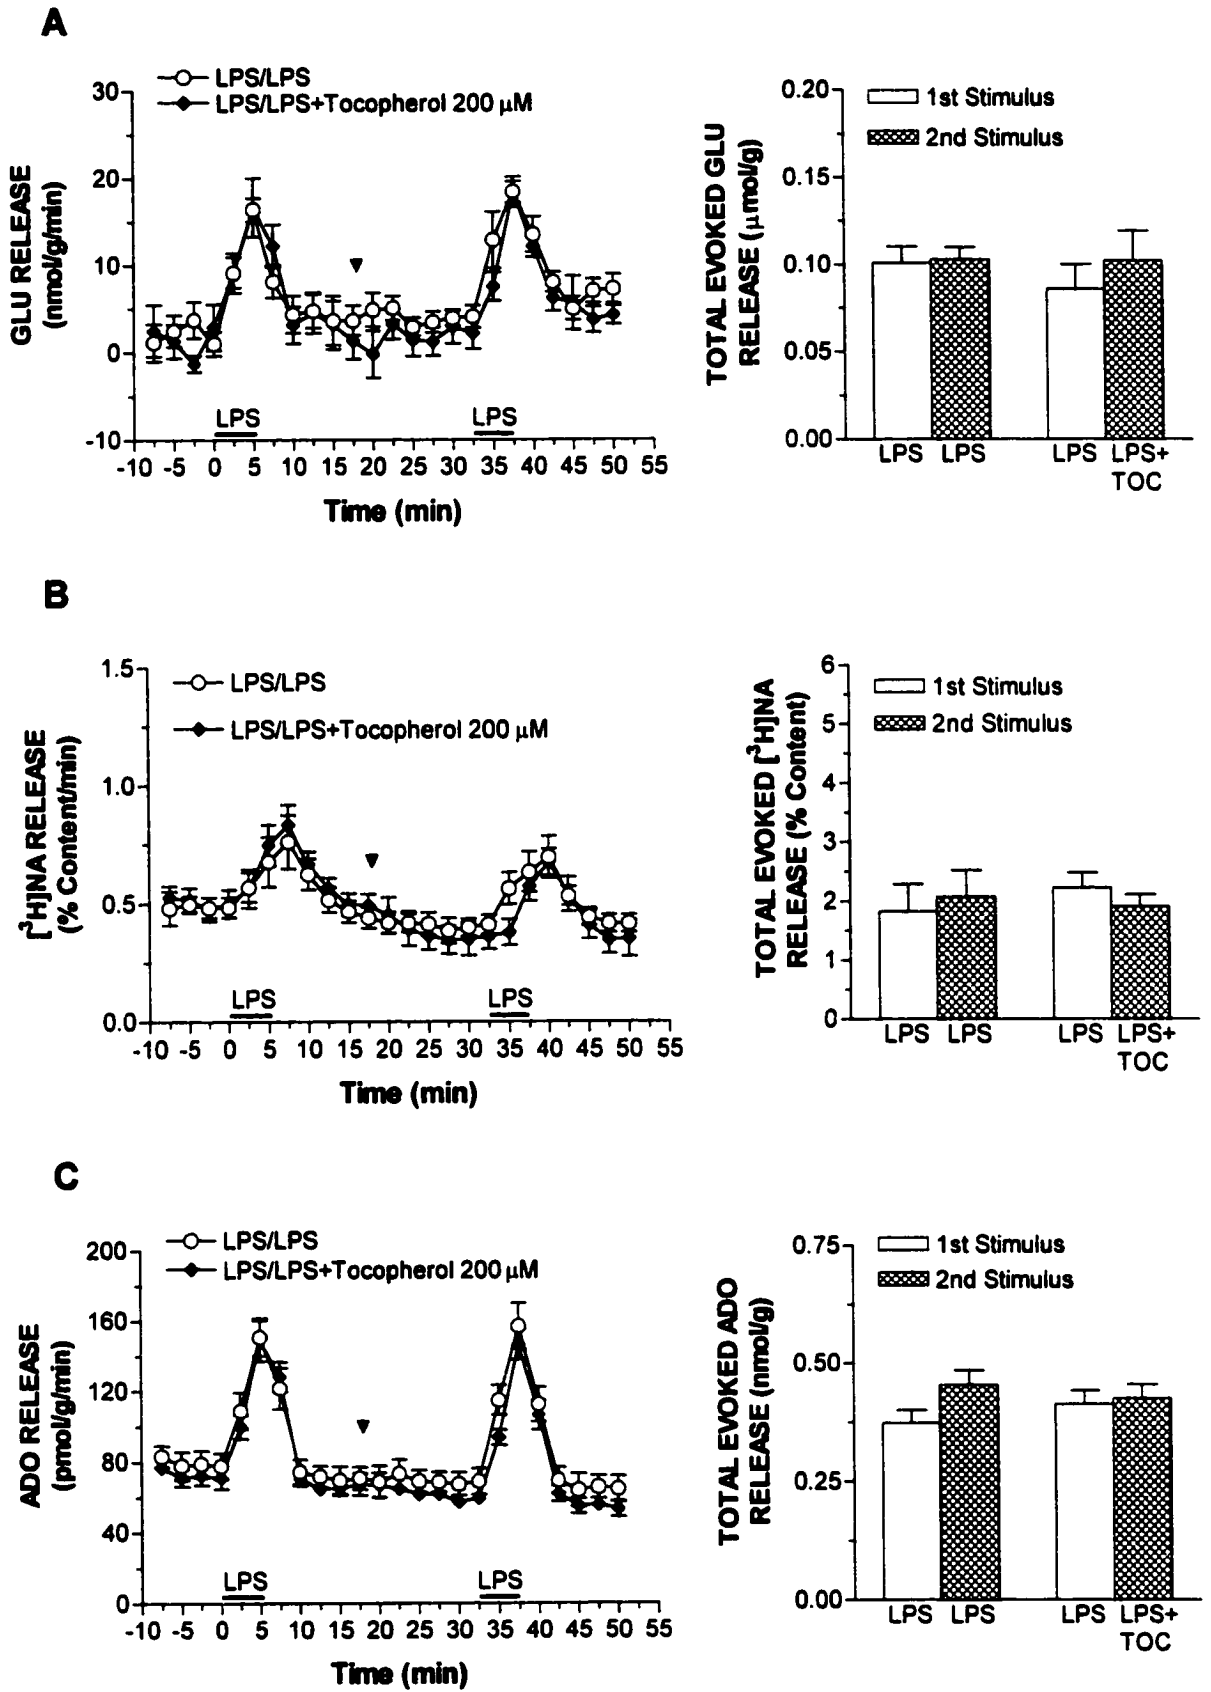 A
LPS/LPS
LPS/LPS+Tocopherol 200 μM
GLU RELEASE
(nmol/g/min)
30
20
10
0
-10
LPS
LPS
-10 -5 0 5 10 15 20 25 30 35 40 45 50 55
Time (min)
TOTAL EVOKED GLU
RELEASE (μmol/g)
0.20
0.15
0.10
0.05
0.00
1st Stimulus
2nd Stimulus
LPS LPS LPS LPS+
TOC
B
LPS/LPS
LPS/LPS+Tocopherol 200 μM
[³H]NA RELEASE
(% Content/min)
1.5
1.0
0.5
0.0
LPS
LPS
-10 -5 0 5 10 15 20 25 30 35 40 45 50 55
Time (min)
TOTAL EVOKED [³H]NA
RELEASE (% Content)
6
5
4
3
2
1
0
1st Stimulus
2nd Stimulus
LPS LPS LPS LPS+
TOC
C
LPS/LPS
LPS/LPS+Tocopherol 200 μM
ADO RELEASE
(pmol/g/min)
200
160
120
80
40
0
LPS
LPS
-10 -5 0 5 10 15 20 25 30 35 40 45 50 55
Time (min)
TOTAL EVOKED ADO
RELEASE (nmol/g)
0.75
0.50
0.25
0.00
1st Stimulus
2nd Stimulus
LPS LPS LPS LPS+
TOC